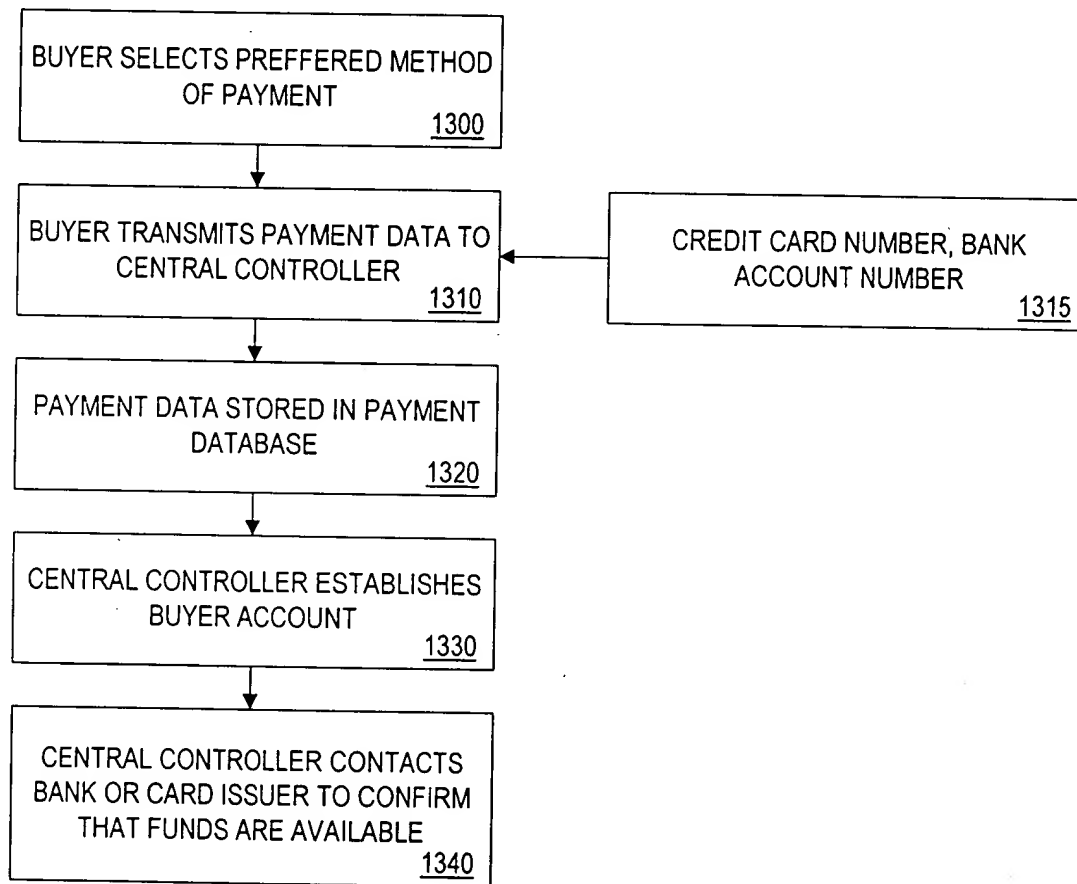 BUYER SELECTS PREFFERED METHOD
OF PAYMENT
1300
BUYER TRANSMITS PAYMENT DATA TO
CENTRAL CONTROLLER
1310
CREDIT CARD NUMBER, BANK
ACCOUNT NUMBER
1315
PAYMENT DATA STORED IN PAYMENT
DATABASE
1320
CENTRAL CONTROLLER ESTABLISHES
BUYER ACCOUNT
1330
CENTRAL CONTROLLER CONTACTS
BANK OR CARD ISSUER TO CONFIRM
THAT FUNDS ARE AVAILABLE
1340